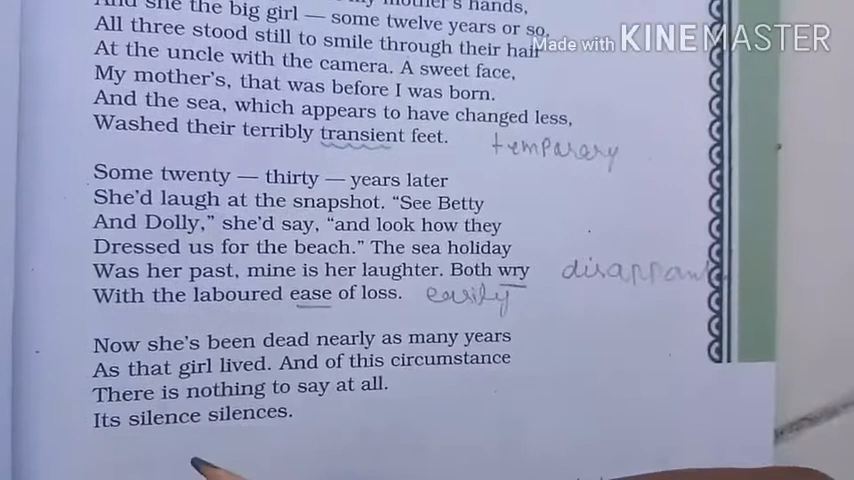 And she the big girl — some twelve years or so.
All three stood still to smile through their hair
Made with KINEMASTER
At the uncle with the camera. A sweet face,
My mother's, that was before I was born.
And the sea, which appears to have changed less,
Washed their terribly transient feet. temparary
Some twenty — thirty — years later
She'd laugh at the snapshot. “See Betty
And Dolly,” she'd say, “and look how they
Dressed us for the beach.” The sea holiday
Was her past, mine is her laughter. Both wry
With the laboured ease of loss. easily
Now she's been dead nearly as many years
As that girl lived. And of this circumstance
There is nothing to say at all.
Its silence silences.